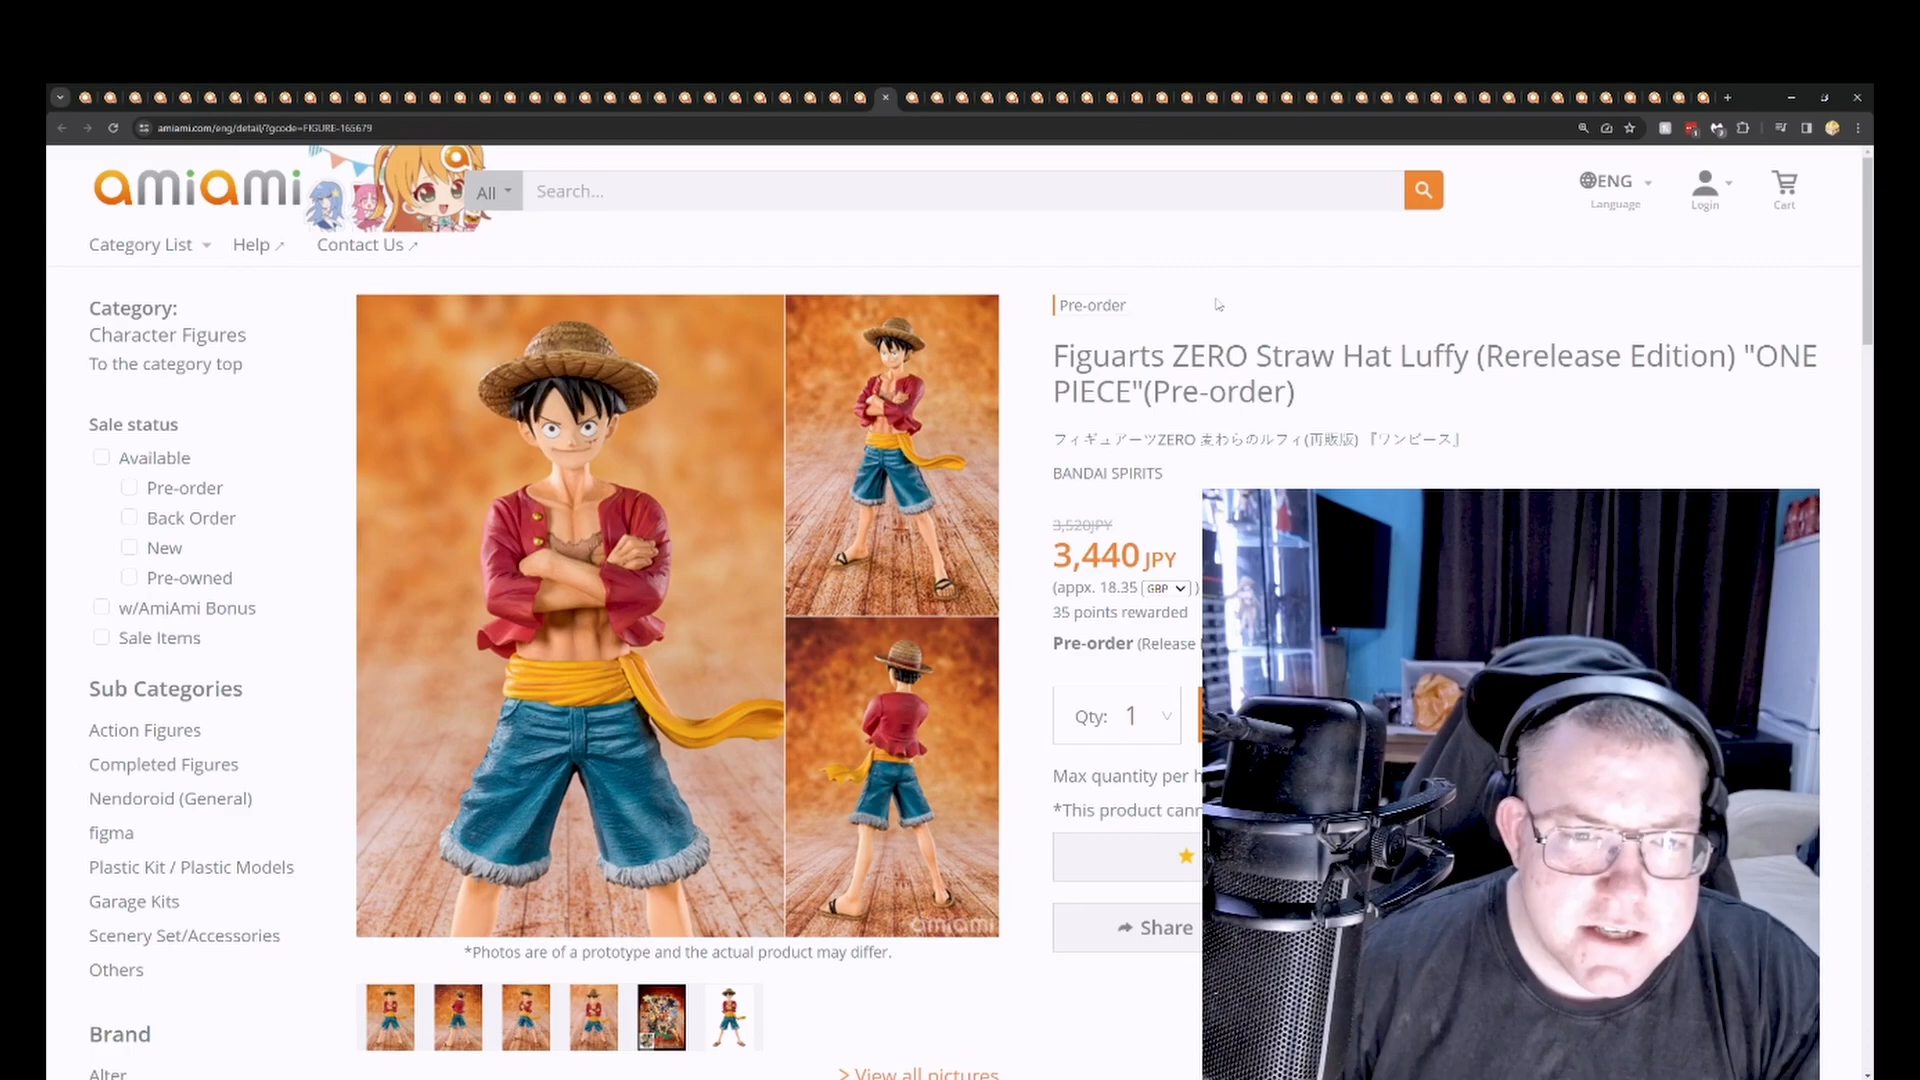 amiami.com/eng/detail/?gcode=FIGURE-165679
amiami
All
Search...
ENG
Language
Login
Cart
Category List
Help
Contact Us
Category:
Character Figures
To the category top
Sale status
Available
Pre-order
Back Order
New
Pre-owned
w/AmiAmi Bonus
Sale Items
Sub Categories
Action Figures
Completed Figures
Nendoroid (General)
figma
Plastic Kit / Plastic Models
Garage Kits
Scenery Set/Accessories
Others
Brand
Alter
amiami
*Photos are of a prototype and the actual product may differ.
> View all pictures
Pre-order
Figuarts ZERO Straw Hat Luffy (Rerelease Edition) "ONE
PIECE"(Pre-order)
フィギュアーツZERO 麦わらのルフィ(再販版) 『ワンピース』
BANDAI SPIRITS
3,520JPY
3,440 JPY
(appx. 18.35 GBP )
35 points rewarded
Pre-order (Release
Qty: 1
Max quantity per h
*This product cann
Share